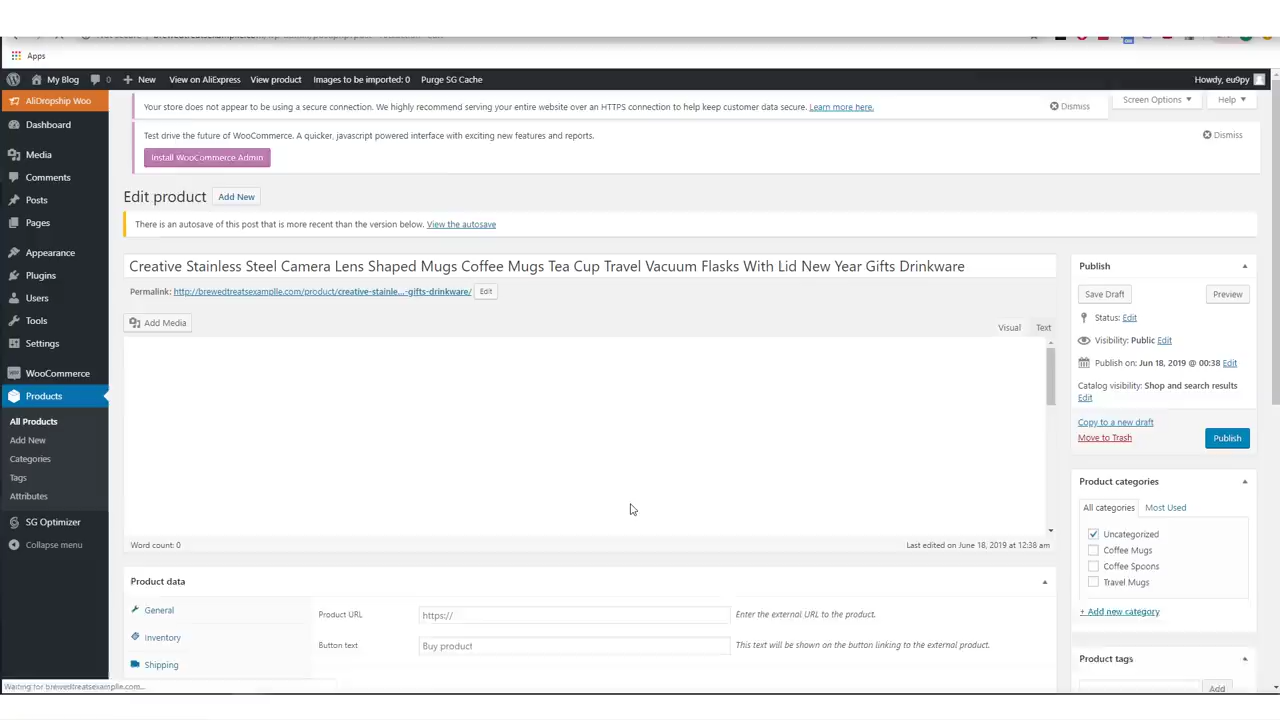 Apps
My Blog 0 New View on AliExpress View product Images to be imported: 0 Purge SG Cache Howdy, eu9py
AliDropship Woo
Dashboard
Media
Comments
Posts
Pages
Appearance
Plugins
Users
Tools
Settings
WooCommerce
Products
All Products
Add New
Categories
Tags
Attributes
SG Optimizer
Collapse menu
Your store does not appear to be using a secure connection. We highly recommend serving your entire website over an HTTPS connection to help keep customer data secure. Learn more here. Dismiss
Screen Options Help
Test drive the future of WooCommerce. A quicker, javascript powered interface with exciting new features and reports. Dismiss
Install WooCommerce Admin
Edit product Add New
There is an autosave of this post that is more recent than the version below. View the autosave
Creative Stainless Steel Camera Lens Shaped Mugs Coffee Mugs Tea Cup Travel Vacuum Flasks With Lid New Year Gifts Drinkware
Permalink: http://brewedtreatsexamplle.com/product/creative-stainle...-gifts-drinkware/ Edit
Add Media Visual Text
Word count: 0 Last edited on June 18, 2019 at 12:38 am
Product data
General
Inventory
Shipping
Product URL https:// Enter the external URL to the product.
Button text Buy product This text will be shown on the button linking to the external product.
Publish
Save Draft Preview
Status: Edit
Visibility: Public Edit
Publish on: Jun 18, 2019 @ 00:38 Edit
Catalog visibility: Shop and search results
Edit
Copy to a new draft
Move to Trash Publish
Product categories
All categories Most Used
Uncategorized
Coffee Mugs
Coffee Spoons
Travel Mugs
+ Add new category
Product tags
Add
Waiting for brewedtreatsexamplle.com...